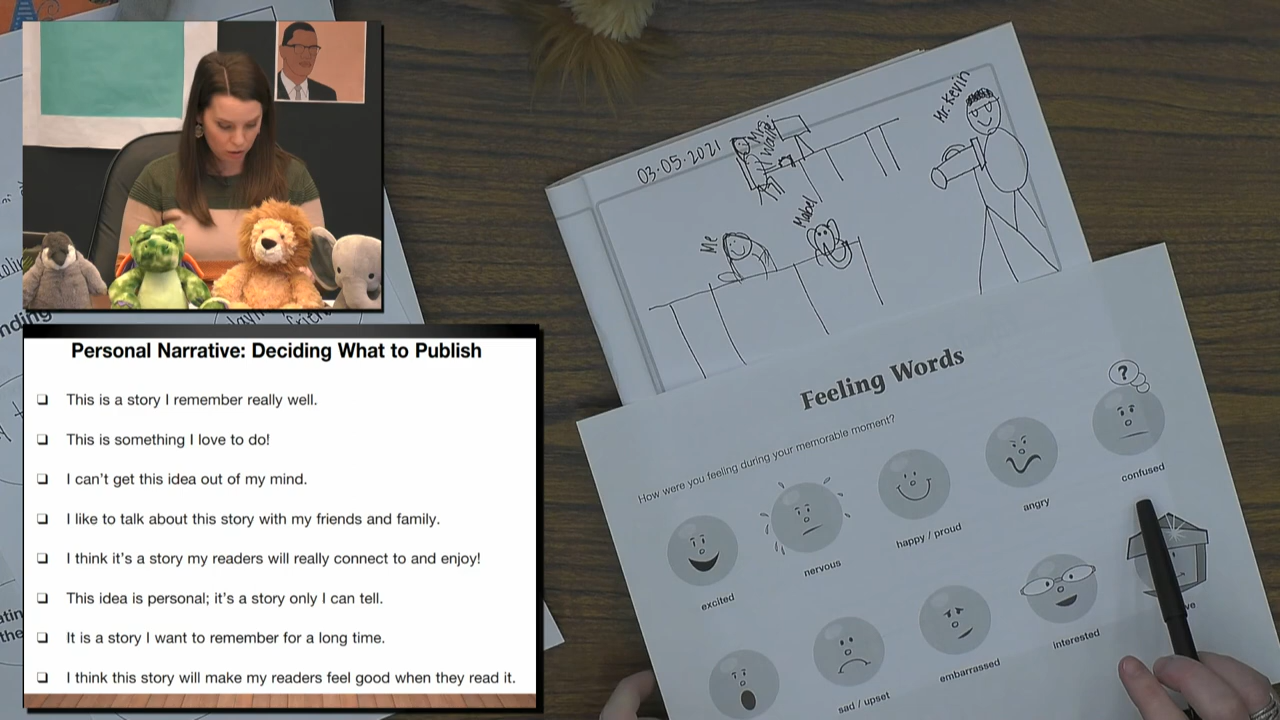 Personal Narrative: Deciding What to Publish
This is a story I remember really well.
This is something I love to do!
I can't get this idea out of my mind.
I like to talk about this story with my friends and family.
I think it's a story my readers will really connect to and enjoy!
This idea is personal; it's a story only I can tell.
It is a story I want to remember for a long time.
I think this story will make my readers feel good when they read it.
03.05.2021
Mr. Kevin
Me
Mabel
Feeling Words
How were you feeling during your memorable moment?
?
excited
nervous
happy / proud
angry
confused
sad / upset
embarrassed
interested